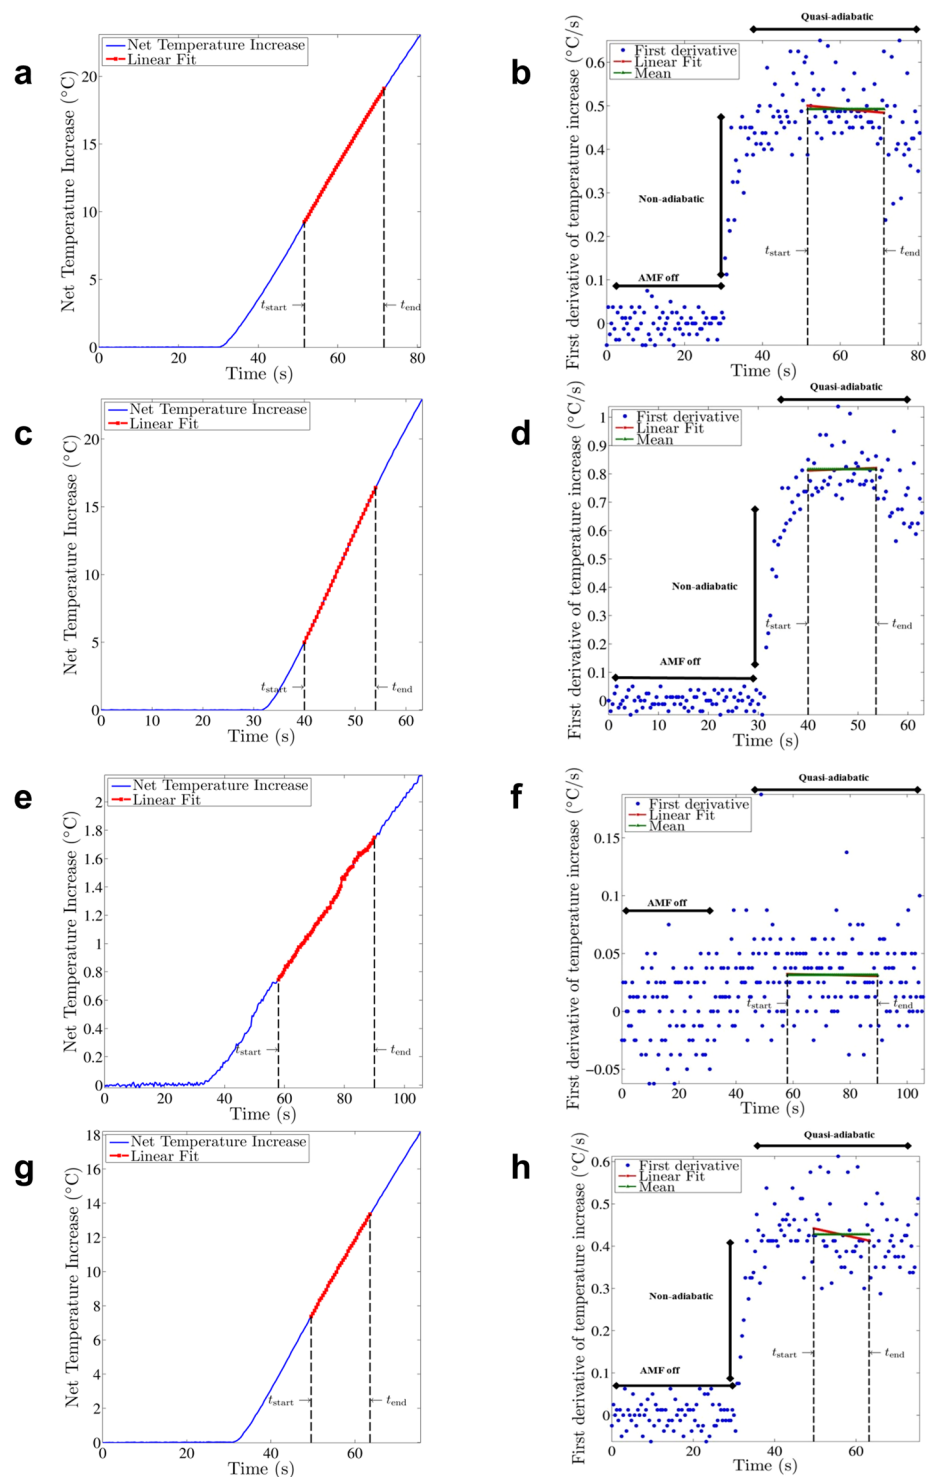 a
Net Temperature Increase
Linear Fit
Net Temperature Increase (°C)
20
15
10
5
0
t_start
t_end
0 20 40 60 80
Time (s)
b
Quasi-adiabatic
First derivative
Linear Fit
Mean
First derivative of temperature increase (°C/s)
0.6
0.5
0.4
0.3
0.2
0.1
0
Non-adiabatic
AMF off
t_start
t_end
0 20 40 60 80
Time (s)
c
Net Temperature Increase
Linear Fit
Net Temperature Increase (°C)
20
15
10
5
0
t_start
t_end
0 10 20 30 40 50 60
Time (s)
d
Quasi-adiabatic
First derivative
Linear Fit
Mean
First derivative of temperature increase (°C/s)
1
0.9
0.8
0.7
0.6
0.5
0.4
0.3
0.2
0.1
0
Non-adiabatic
AMF off
t_start
t_end
0 10 20 30 40 50 60
Time (s)
e
Net Temperature Increase
Linear Fit
Net Temperature Increase (°C)
2
1.8
1.6
1.4
1.2
1
0.8
0.6
0.4
0.2
0
t_start
t_end
0 20 40 60 80 100
Time (s)
f
Quasi-adiabatic
First derivative
Linear Fit
Mean
First derivative of temperature increase (°C/s)
0.15
0.1
0.05
0
−0.05
AMF off
t_start
t_end
0 20 40 60 80 100
Time (s)
g
Net Temperature Increase
Linear Fit
Net Temperature Increase (°C)
18
16
14
12
10
8
6
4
2
0
t_start
t_end
0 20 40 60
Time (s)
h
Quasi-adiabatic
First derivative
Linear Fit
Mean
First derivative of temperature increase (°C/s)
0.6
0.5
0.4
0.3
0.2
0.1
0
Non-adiabatic
AMF off
t_start
t_end
0 20 40 60
Time (s)